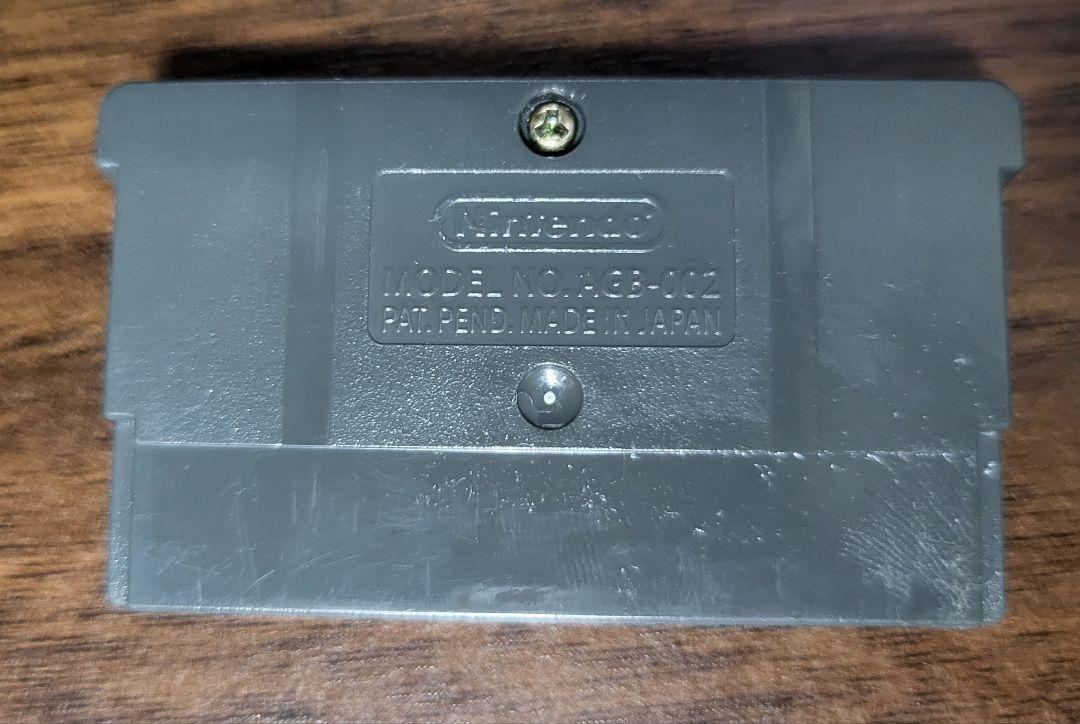 Nintendo
MODEL NO. AGB-002
PAT. PEND. MADE IN JAPAN